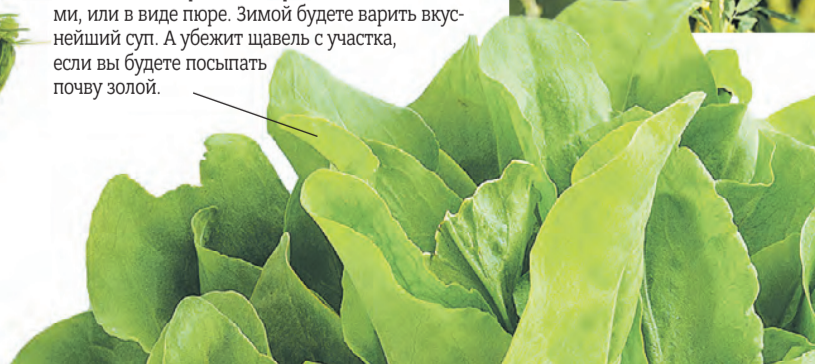 ми, или в виде пюре. Зимой будете варить вкус-
нейший суп. А убежит щавель с участка,
если вы будете посыпать
почву золой.